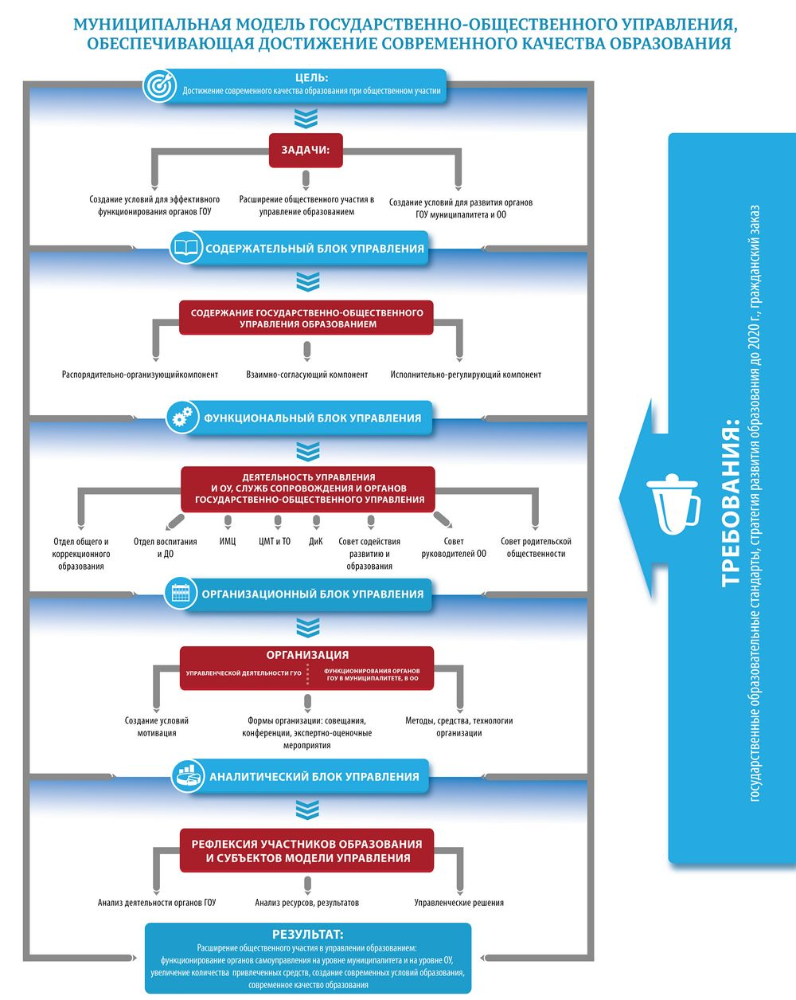 МУНИЦИПАЛЬНАЯ МОДЕЛЬ ГОСУДАРСТВЕННО-ОБЩЕСТВЕННОГО УПРАВЛЕНИЯ,
ОБЕСПЕЧИВАЮЩАЯ ДОСТИЖЕНИЕ СОВРЕМЕННОГО КАЧЕСТВА ОБРАЗОВАНИЯ
ЦЕЛЬ:
Достижение современного качества образования при общественном участии
ЗАДАЧИ:
Создание условий для эффективного
функционирования органов ГОУ
Расширение общественного участия в
управление образованием
Создание условий для развития органов
ГОУ муниципалитета и ОО
СОДЕРЖАТЕЛЬНЫЙ БЛОК УПРАВЛЕНИЯ
СОДЕРЖАНИЕ ГОСУДАРСТВЕННО-ОБЩЕСТВЕННОГО
УПРАВЛЕНИЯ ОБРАЗОВАНИЕМ
Распорядительно-организующийкомпонент
Взаимно-согласующий компонент
Исполнительно-регулирующий компонент
ФУНКЦИОНАЛЬНЫЙ БЛОК УПРАВЛЕНИЯ
ДЕЯТЕЛЬНОСТЬ УПРАВЛЕНИЯ
И ОУ, СЛУЖБ СОПРОВОЖДЕНИЯ И ОРГАНОВ
ГОСУДАРСТВЕННО-ОБЩЕСТВЕННОГО УПРАВЛЕНИЯ
Отдел общего и
коррекционного
образования
Отдел воспитания
и ДО
ИМЦ
ЦМТ и ТО
ДиК
Совет содействия
развитию и
образования
Совет
руководителей ОО
Совет родительской
общественности
ОРГАНИЗАЦИОННЫЙ БЛОК УПРАВЛЕНИЯ
ОРГАНИЗАЦИЯ
УПРАВЛЕНЧЕСКОЙ ДЕЯТЕЛЬНОСТИ ГУО
ФУНКЦИОНИРОВАНИЯ ОРГАНОВ
ГОУ В МУНИЦИПАЛИТЕТЕ, В ОО
Создание условий
мотивация
Формы организации: совещания,
конференции, экспертно-оценочные
мероприятия
Методы, средства, технологии
организации
АНАЛИТИЧЕСКИЙ БЛОК УПРАВЛЕНИЯ
РЕФЛЕКСИЯ УЧАСТНИКОВ ОБРАЗОВАНИЯ
И СУБЪЕКТОВ МОДЕЛИ УПРАВЛЕНИЯ
Анализ деятельности органов ГОУ
Анализ ресурсов, результатов
Управленческие решения
РЕЗУЛЬТАТ:
Расширение общественного участия в управлении образованием:
функционирование органов самоуправления на уровне муниципалитета и на уровне ОУ,
увеличение количества привлеченных средств, создание современных условий образования,
современное качество образования
ТРЕБОВАНИЯ:
государственные образовательные стандарты, стратегия развития образования до 2020 г., гражданский заказ